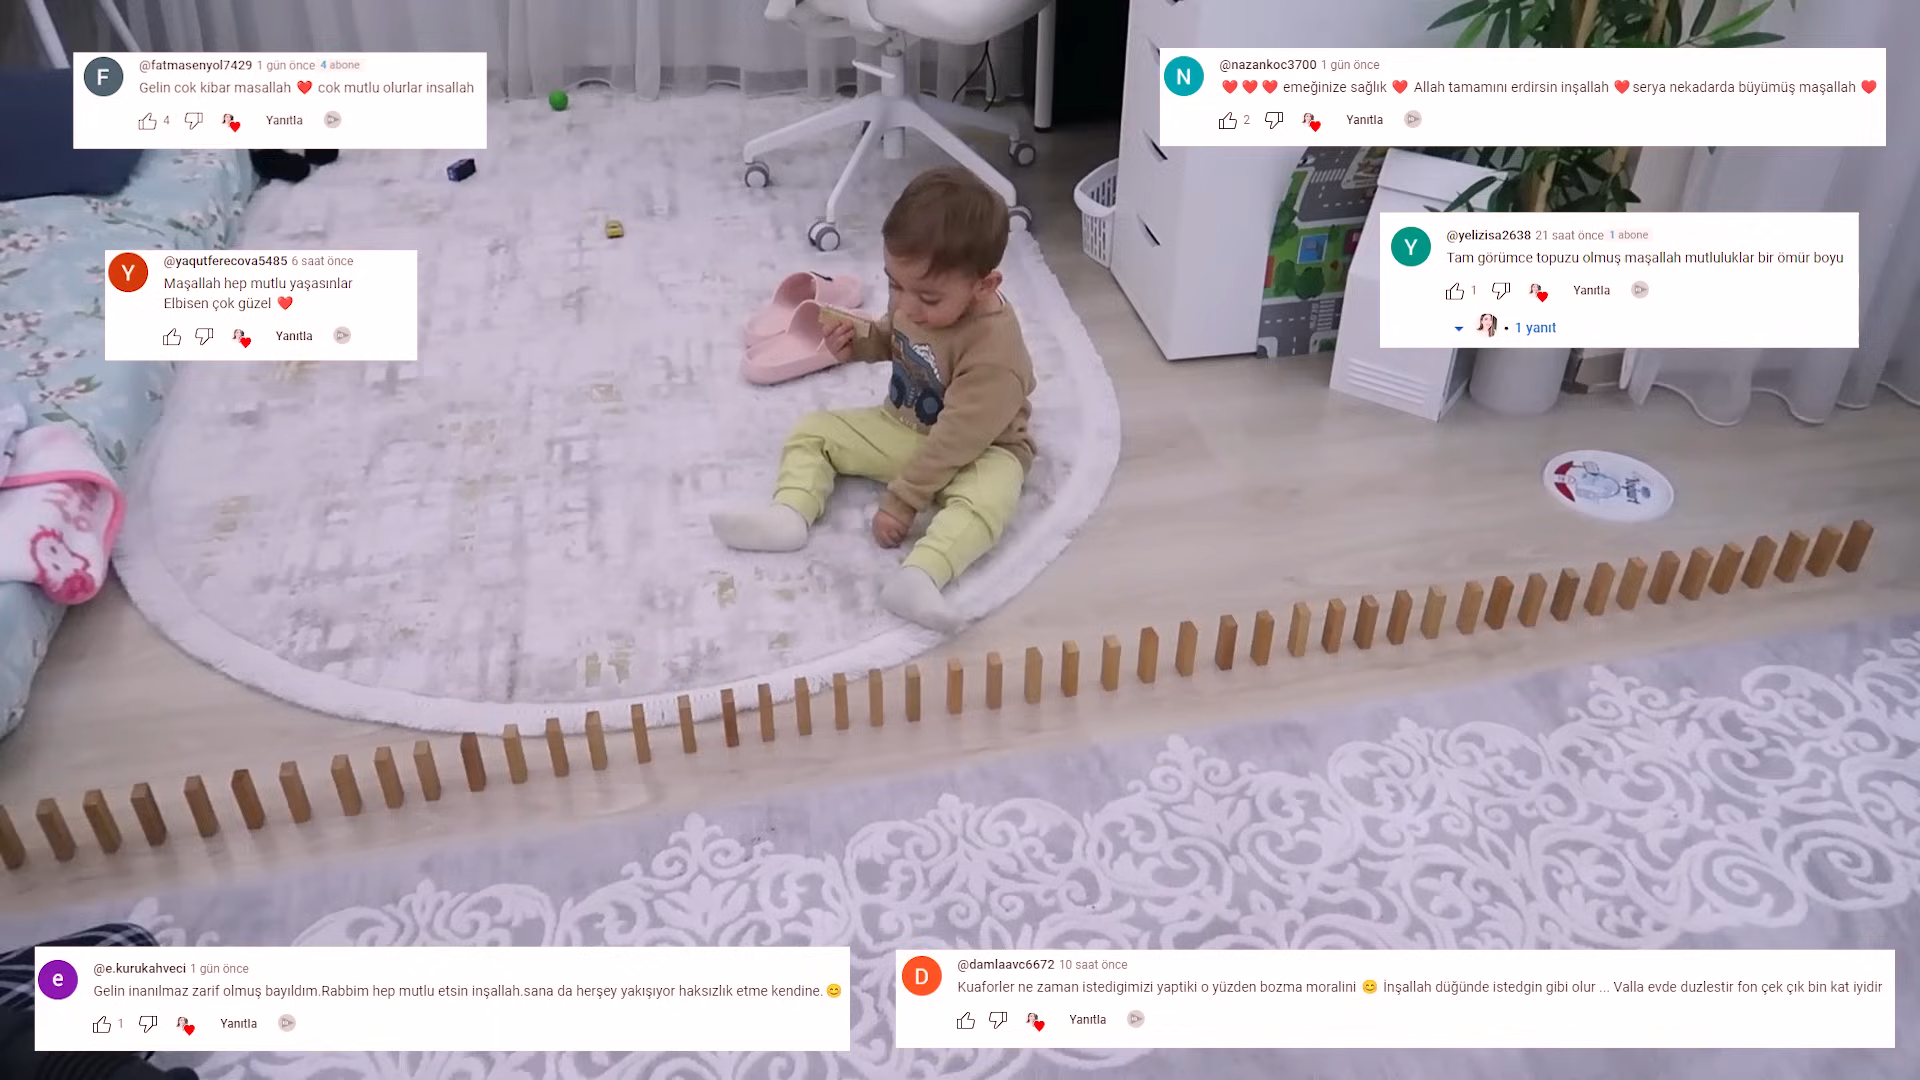 F
@fatmasenyol7429 1 gün önce 4 abone
Gelin cok kibar masallah ❤️ cok mutlu olurlar insallah
4 Yanıtla
N
@nazankoc3700 1 gün önce
❤️ ❤️ ❤️ emeğinize sağlık ❤️ Allah tamamını erdirsin inşallah ❤️ serya nekadarda büyümüş maşallah ❤️
2 Yanıtla
Y
@yaqutferecova5485 6 saat önce
Maşallah hep mutlu yaşasınlar
Elbisen çok güzel ❤️
Yanıtla
Y
@yelizisa2638 21 saat önce 1 abone
Tam görümce topuzu olmuş maşallah mutluluklar bir ömür boyu
1 Yanıtla
• 1 yanıt
e
@e.kurukahveci 1 gün önce
Gelin inanılmaz zarif olmuş bayıldım.Rabbim hep mutlu etsin inşallah.sana da herşey yakışıyor haksızlık etme kendine.😊
1 Yanıtla
D
@damlaavc6672 10 saat önce
Kuaforler ne zaman istedigimizi yaptiki o yüzden bozma moralini 😊 İnşallah düğünde istedgin gibi olur ... Valla evde duzlestir fon çek çık bin kat iyidir
Yanıtla